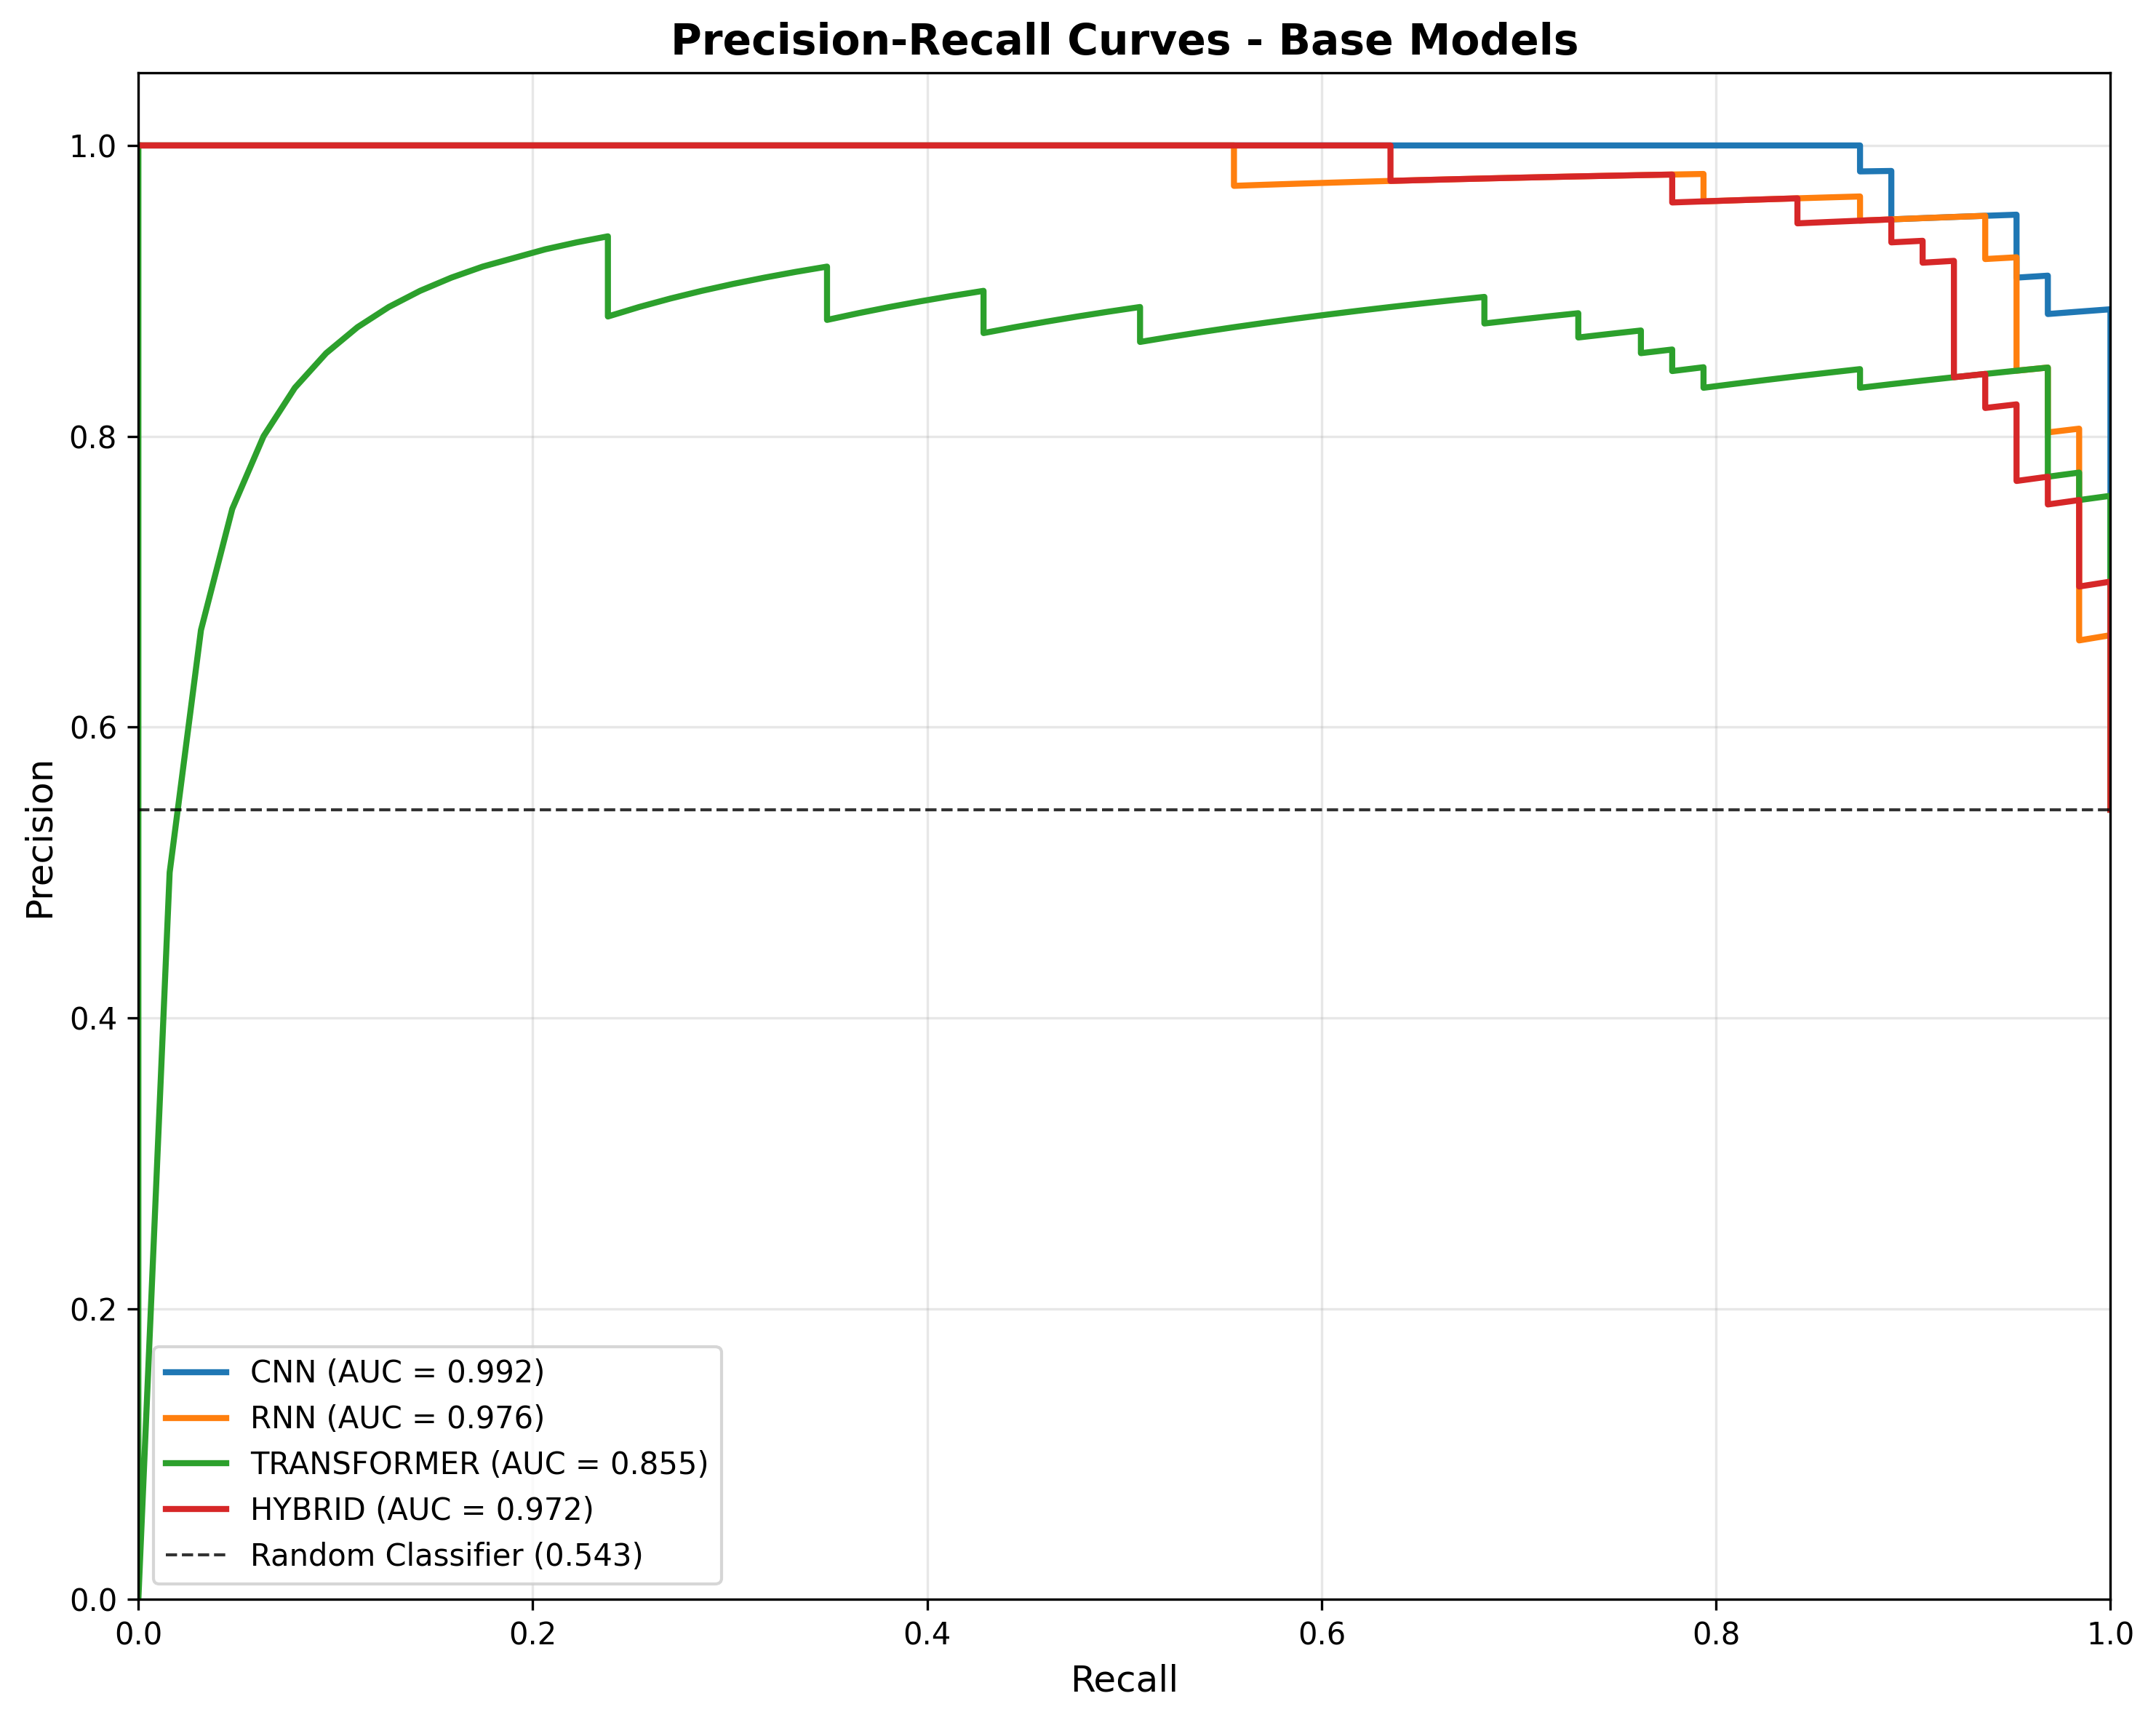 Precision-Recall Curves - Base Models
Precision
1.0
0.8
0.6
0.4
0.2
0.0
0.0 0.2 0.4 0.6 0.8 1.0
Recall
CNN (AUC = 0.992)
RNN (AUC = 0.976)
TRANSFORMER (AUC = 0.855)
HYBRID (AUC = 0.972)
Random Classifier (0.543)